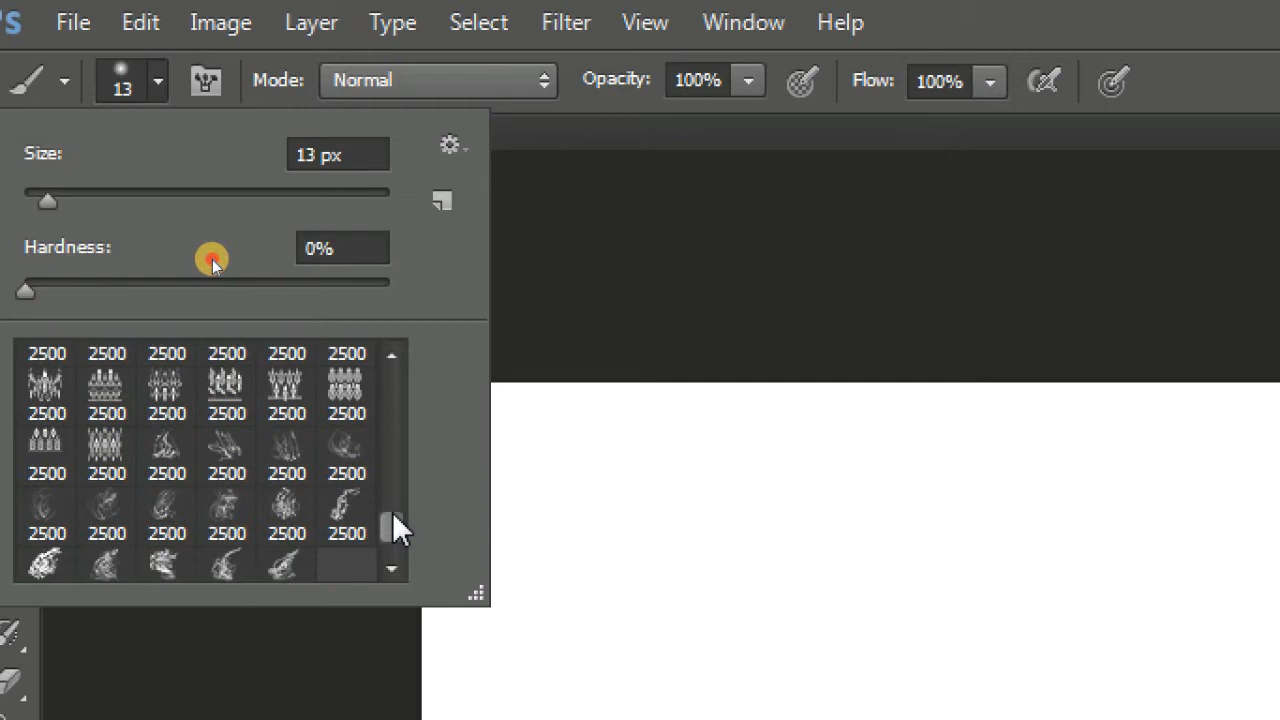 PS File Edit Image Layer Type Select Filter View Window Help
13 Mode: Normal Opacity: 100% Flow: 100%
Size: 13 px
Hardness: 0%
2500 2500 2500 2500 2500 2500
2500 2500 2500 2500 2500 2500
2500 2500 2500 2500 2500 2500
2500 2500 2500 2500 2500 2500